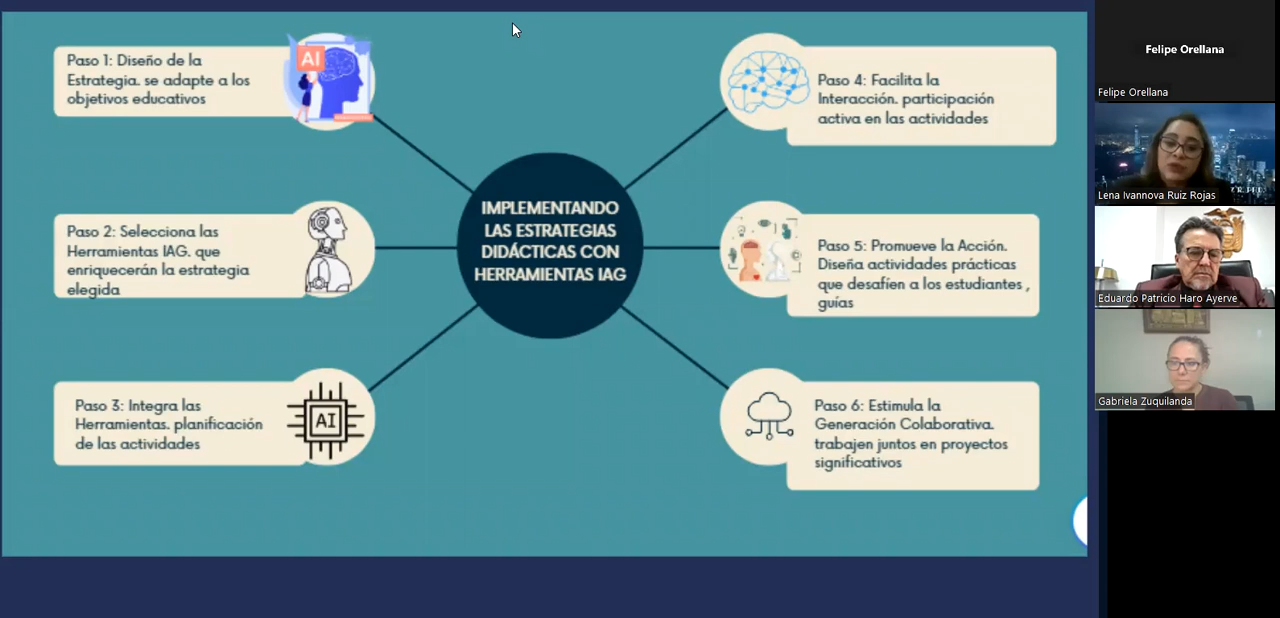 Paso 1: Diseño de la
Estrategia. se adapte a los
objetivos educativos
AI
Paso 2: Selecciona las
Herramientas IAG. que
enriquecerán la estrategia
elegida
Paso 3: Integra las
Herramientas. planificación
de las actividades
AI
IMPLEMENTANDO
LAS ESTRATEGIAS
DIDÁCTICAS CON
HERRAMIENTAS IAG
Paso 4: Facilita la
Interacción. participación
activa en las actividades
Paso 5: Promueve la Acción.
Diseña actividades prácticas
que desafíen a los estudiantes ,
guías
Paso 6: Estimula la
Generación Colaborativa.
trabajen juntos en proyectos
significativos
Felipe Orellana
Felipe Orellana
Lena Ivannova Ruiz Rojas
Eduardo Patricio Haro Ayerve
Gabriela Zuquilanda